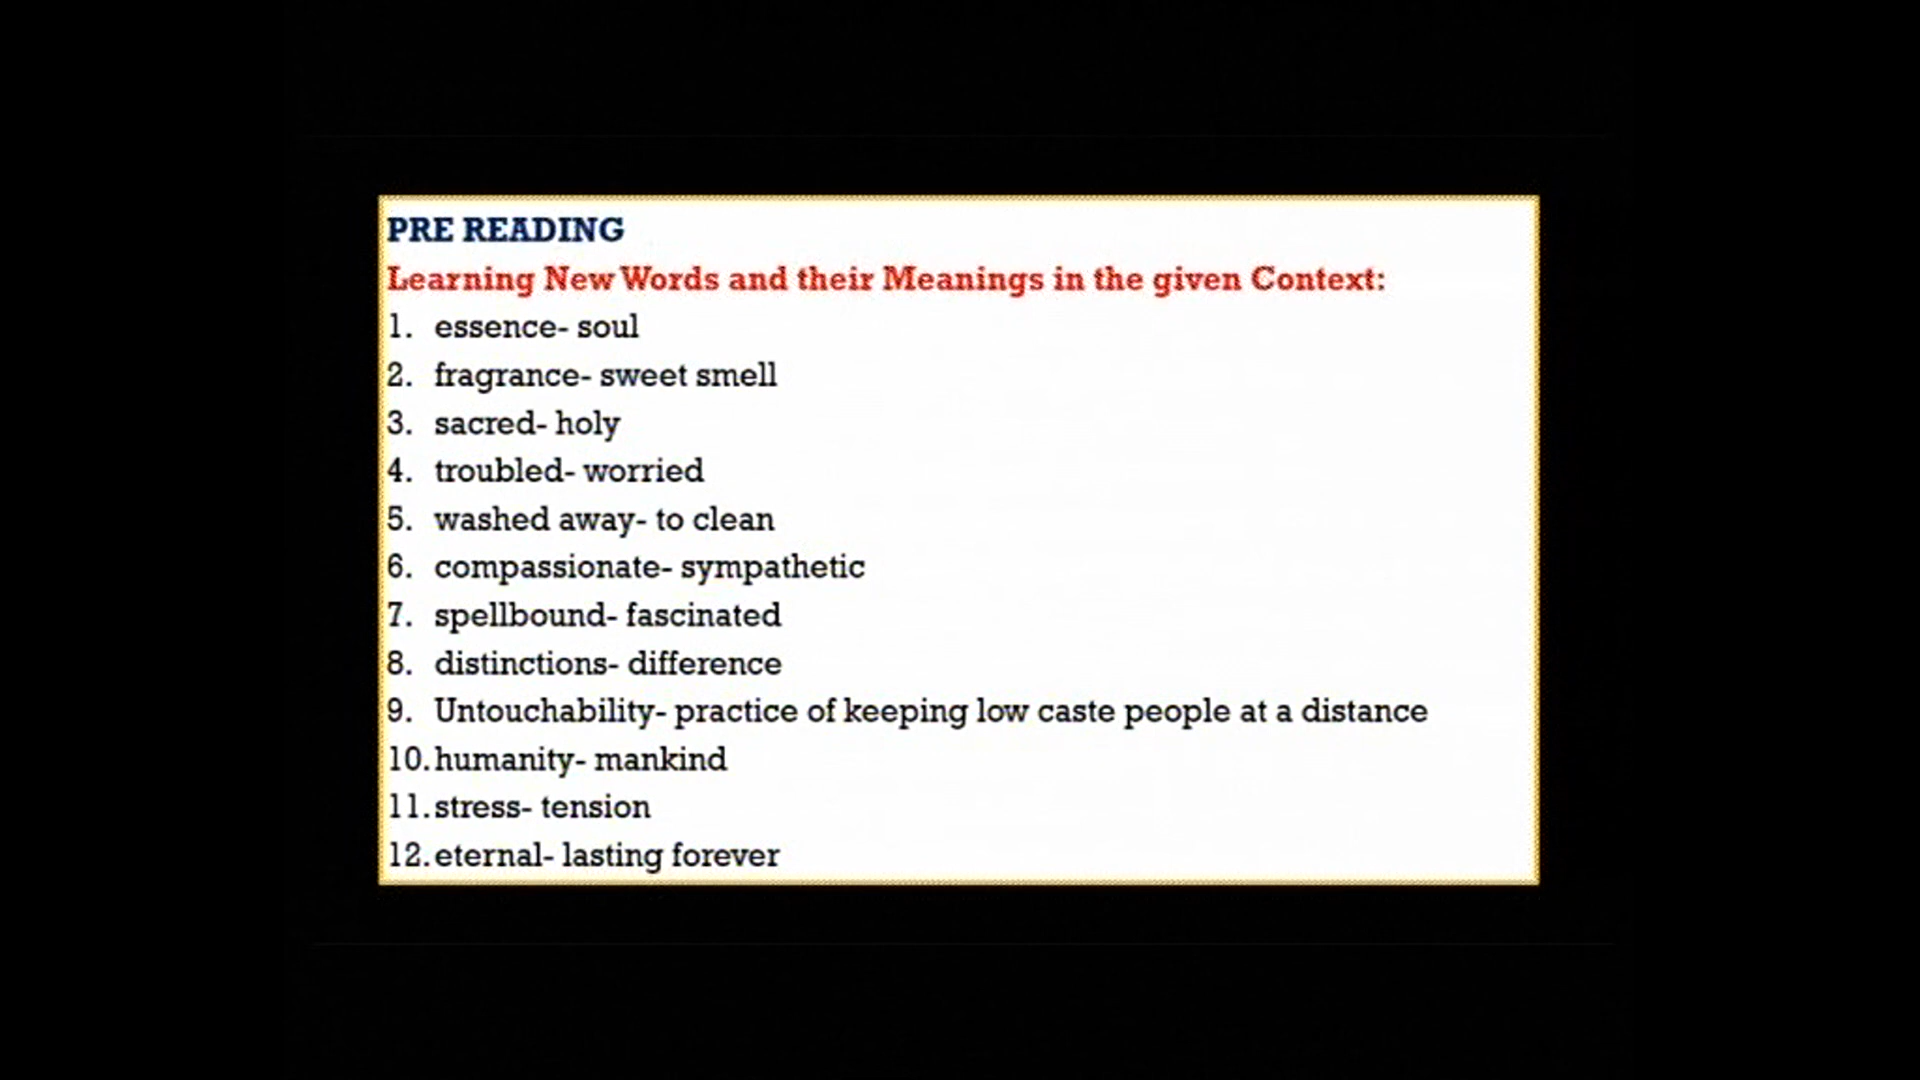 PRE READING
Learning New Words and their Meanings in the given Context:
1. essence- soul
2. fragrance- sweet smell
3. sacred- holy
4. troubled- worried
5. washed away- to clean
6. compassionate- sympathetic
7. spellbound- fascinated
8. distinctions- difference
9. Untouchability- practice of keeping low caste people at a distance
10. humanity- mankind
11. stress- tension
12. eternal- lasting forever